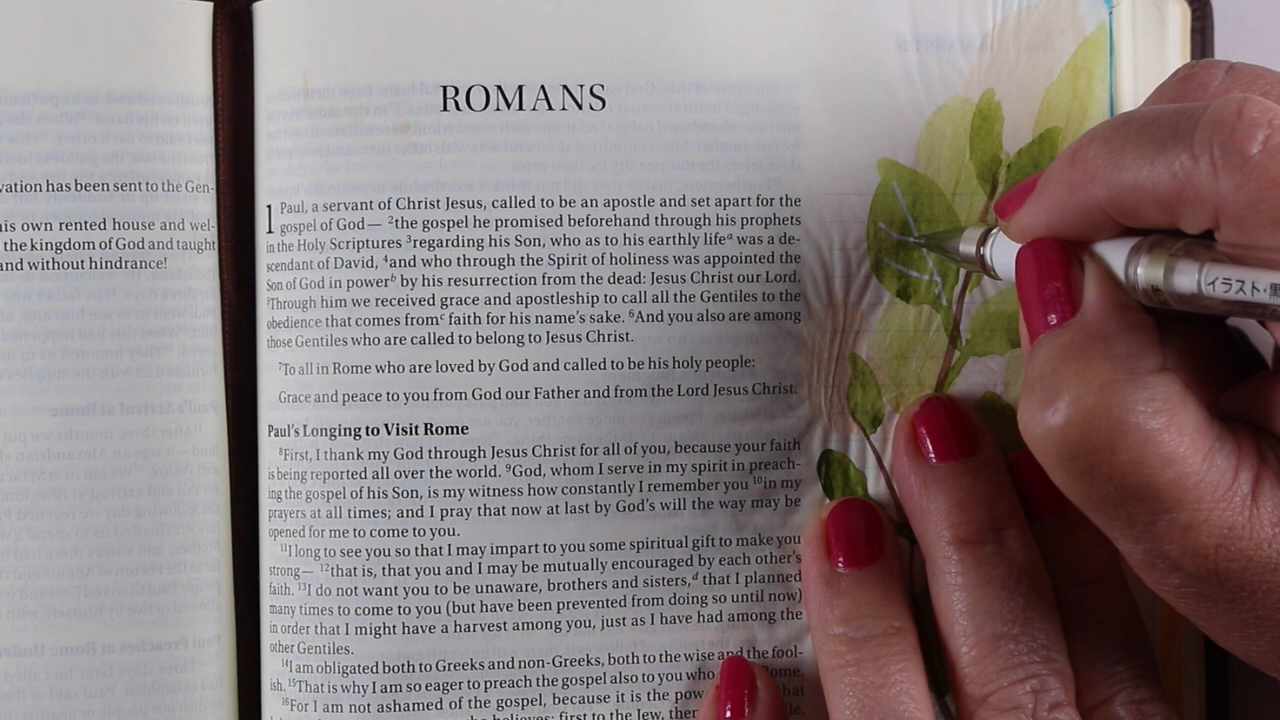 vation has been sent to the Gen-
his own rented house and wel-
the kingdom of God and taught
and without hindrance!
ROMANS
1 Paul, a servant of Christ Jesus, called to be an apostle and set apart for the
gospel of God— 2the gospel he promised beforehand through his prophets
in the Holy Scriptures 3regarding his Son, who as to his earthly lifea was a de-
scendant of David, 4and who through the Spirit of holiness was appointed the
Son of God in powerb by his resurrection from the dead: Jesus Christ our Lord.
5Through him we received grace and apostleship to call all the Gentiles to the
obedience that comes fromc faith for his name's sake. 6And you also are among
those Gentiles who are called to belong to Jesus Christ.
7To all in Rome who are loved by God and called to be his holy people:
Grace and peace to you from God our Father and from the Lord Jesus Christ.
Paul's Longing to Visit Rome
8First, I thank my God through Jesus Christ for all of you, because your faith
is being reported all over the world. 9God, whom I serve in my spirit in preach-
ing the gospel of his Son, is my witness how constantly I remember you 10in my
prayers at all times; and I pray that now at last by God's will the way may be
opened for me to come to you.
11I long to see you so that I may impart to you some spiritual gift to make you
strong— 12that is, that you and I may be mutually encouraged by each other's
faith. 13I do not want you to be unaware, brothers and sisters,d that I planned
many times to come to you (but have been prevented from doing so until now)
in order that I might have a harvest among you, just as I have had among the
other Gentiles.
14I am obligated both to Greeks and non-Greeks, both to the wise and the fool-
ish. 15That is why I am so eager to preach the gospel also to you who Rome.
16For I am not ashamed of the gospel, because it is the pow that
believes: first to the Jew, then
イラスト・黒